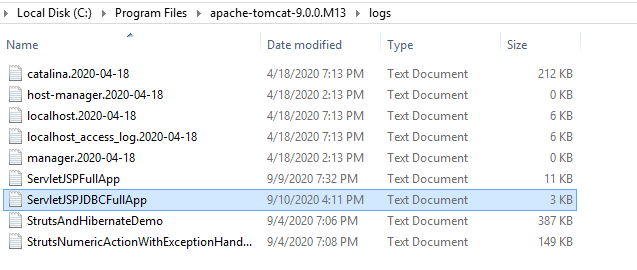 Local Disk (C:) Program Files apache-tomcat-9.0.0.M13 logs
Name Date modified Type Size
catalina.2020-04-18 4/18/2020 7:13 PM Text Document 212 KB
host-manager.2020-04-18 4/18/2020 2:13 PM Text Document 0 KB
localhost.2020-04-18 4/18/2020 7:13 PM Text Document 6 KB
localhost_access_log.2020-04-18 4/18/2020 7:13 PM Text Document 6 KB
manager.2020-04-18 4/18/2020 2:13 PM Text Document 0 KB
ServletJSPFullApp 9/9/2020 7:32 PM Text Document 11 KB
ServletJSPJDBCFullApp 9/10/2020 4:11 PM Text Document 3 KB
StrutsAndHibernateDemo 9/4/2020 7:06 PM Text Document 387 KB
StrutsNumericActionWithExceptionHand... 9/4/2020 7:08 PM Text Document 149 KB